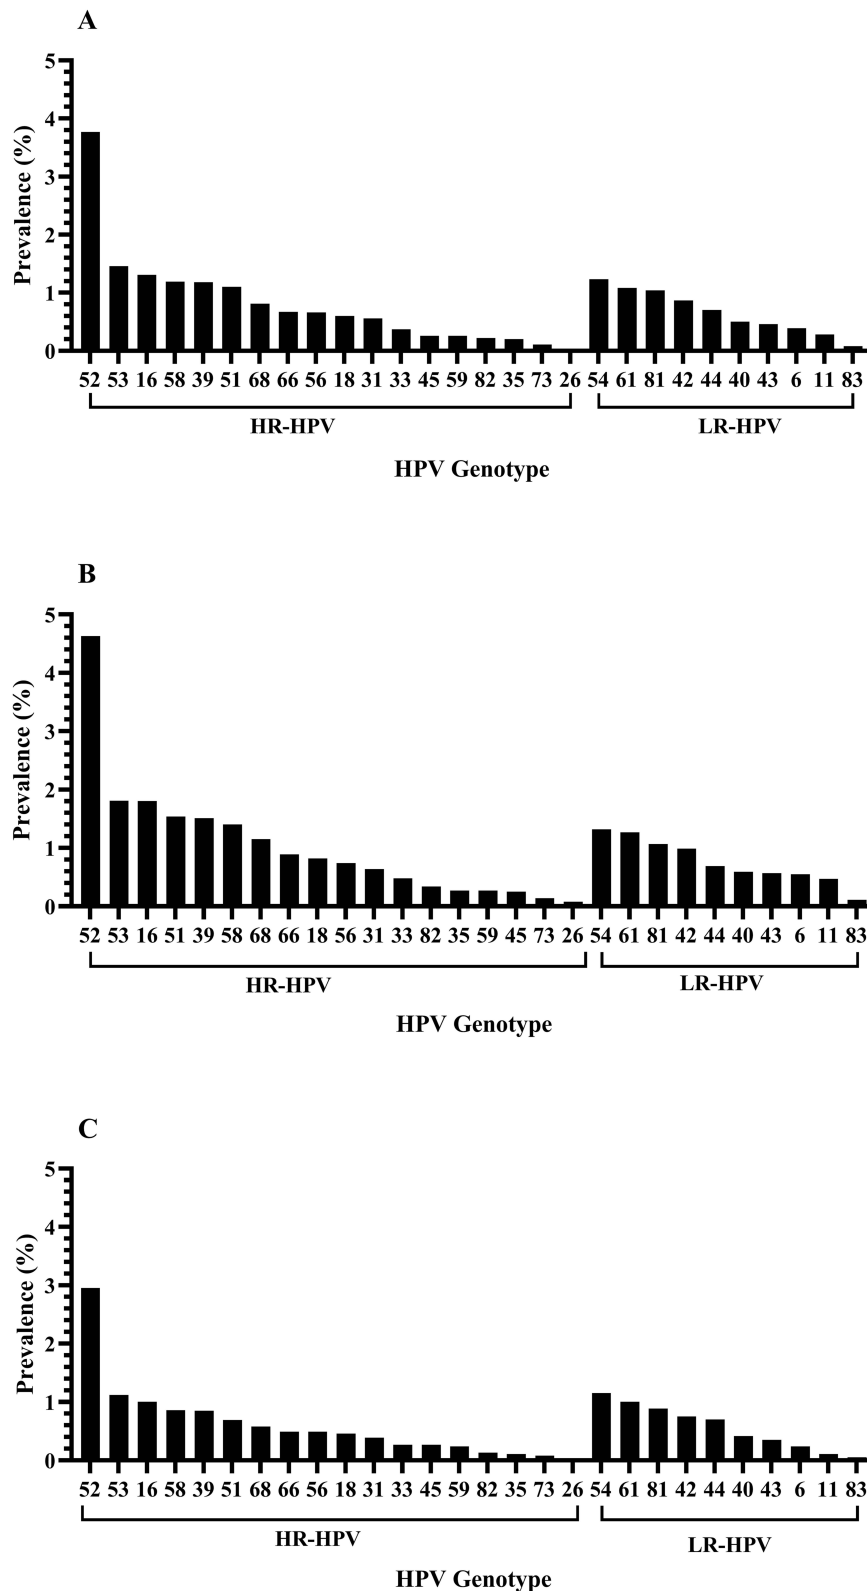 A
Prevalence (%)
5
4
3
2
1
0
52 53 16 58 39 51 68 66 56 18 31 33 45 59 82 35 73 26 54 61 81 42 44 40 43 6 11 83
HR-HPV LR-HPV
HPV Genotype
B
Prevalence (%)
5
4
3
2
1
0
52 53 16 51 39 58 68 66 18 56 31 33 82 35 59 45 73 26 54 61 81 42 44 40 43 6 11 83
HR-HPV LR-HPV
HPV Genotype
C
Prevalence (%)
5
4
3
2
1
0
52 53 16 58 39 51 68 66 56 18 31 33 45 59 82 35 73 26 54 61 81 42 44 40 43 6 11 83
HR-HPV LR-HPV
HPV Genotype